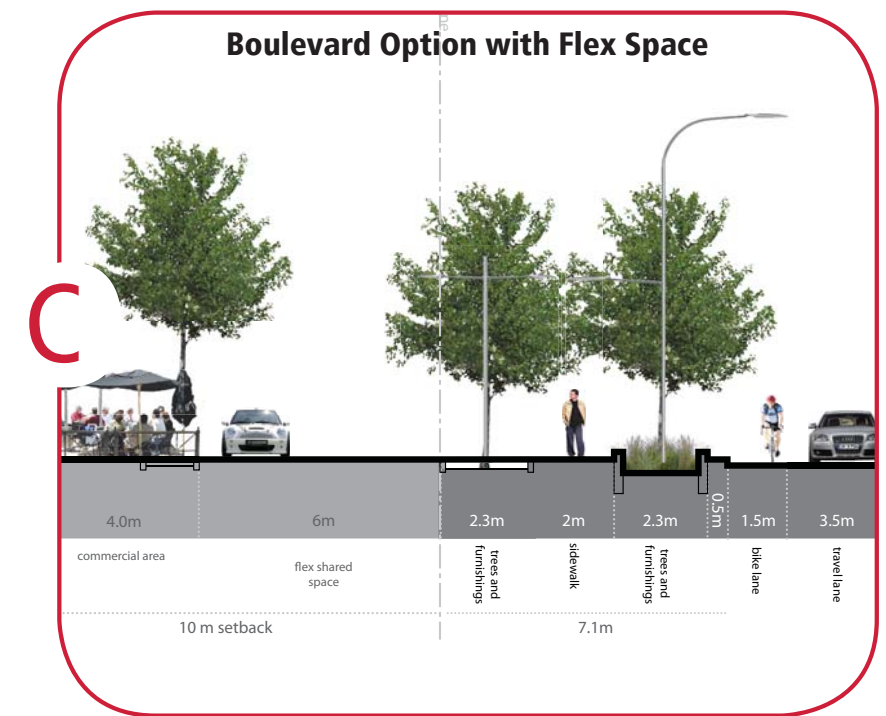 Boulevard Option with Flex Space
C
4.0m
6m
2.3m
2m
2.3m
0.5m
1.5m
3.5m
commercial area
flex shared
space
trees and
furnishings
sidewalk
trees and
furnishings
bike lane
travel lane
10 m setback
7.1m